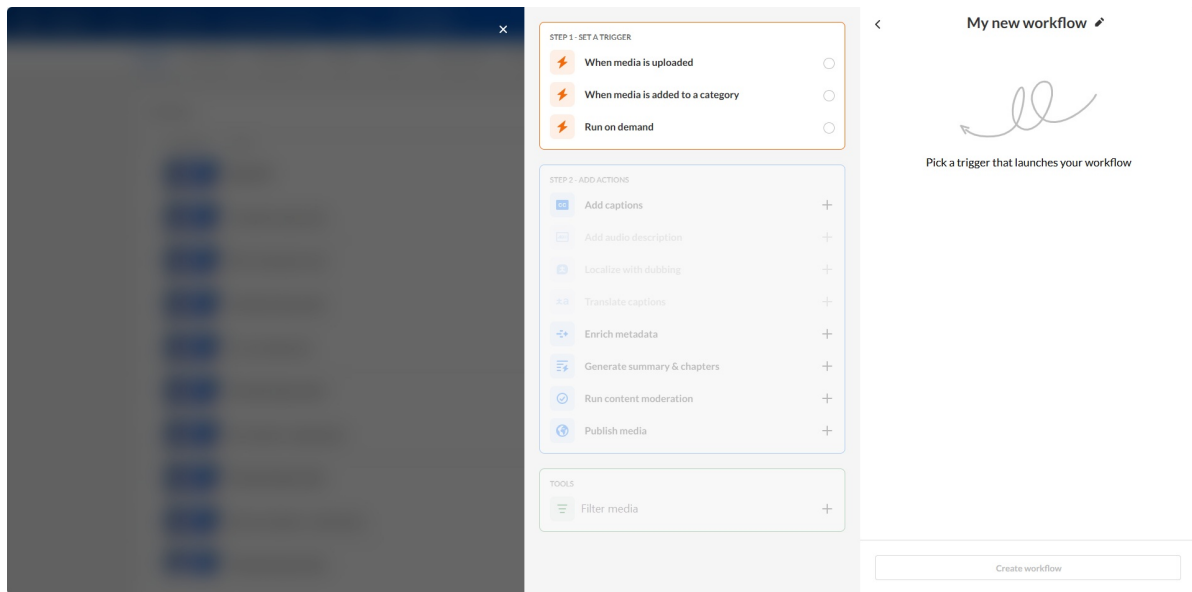 STEP 1 - SET A TRIGGER
When media is uploaded
When media is added to a category
Run on demand
STEP 2 - ADD ACTIONS
Add captions
Add audio description
Localize with dubbing
Translate captions
Enrich metadata
Generate summary & chapters
Run content moderation
Publish media
TOOLS
Filter media
My new workflow
Pick a trigger that launches your workflow
Create workflow